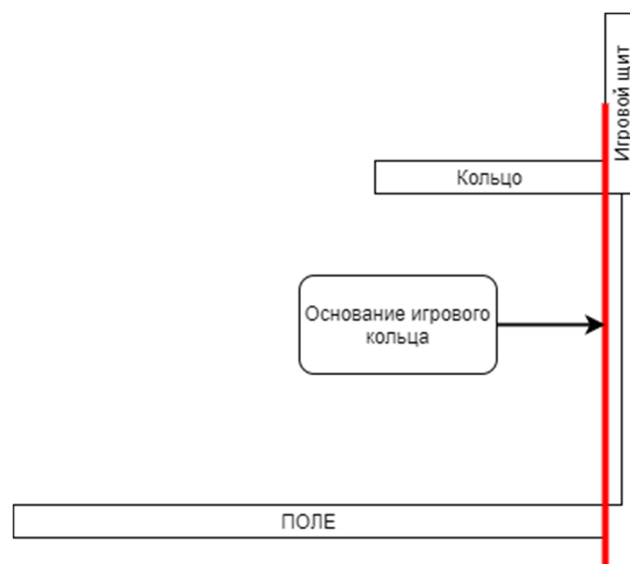 Игровой щит
Кольцо
Основание игрового
кольца
ПОЛЕ